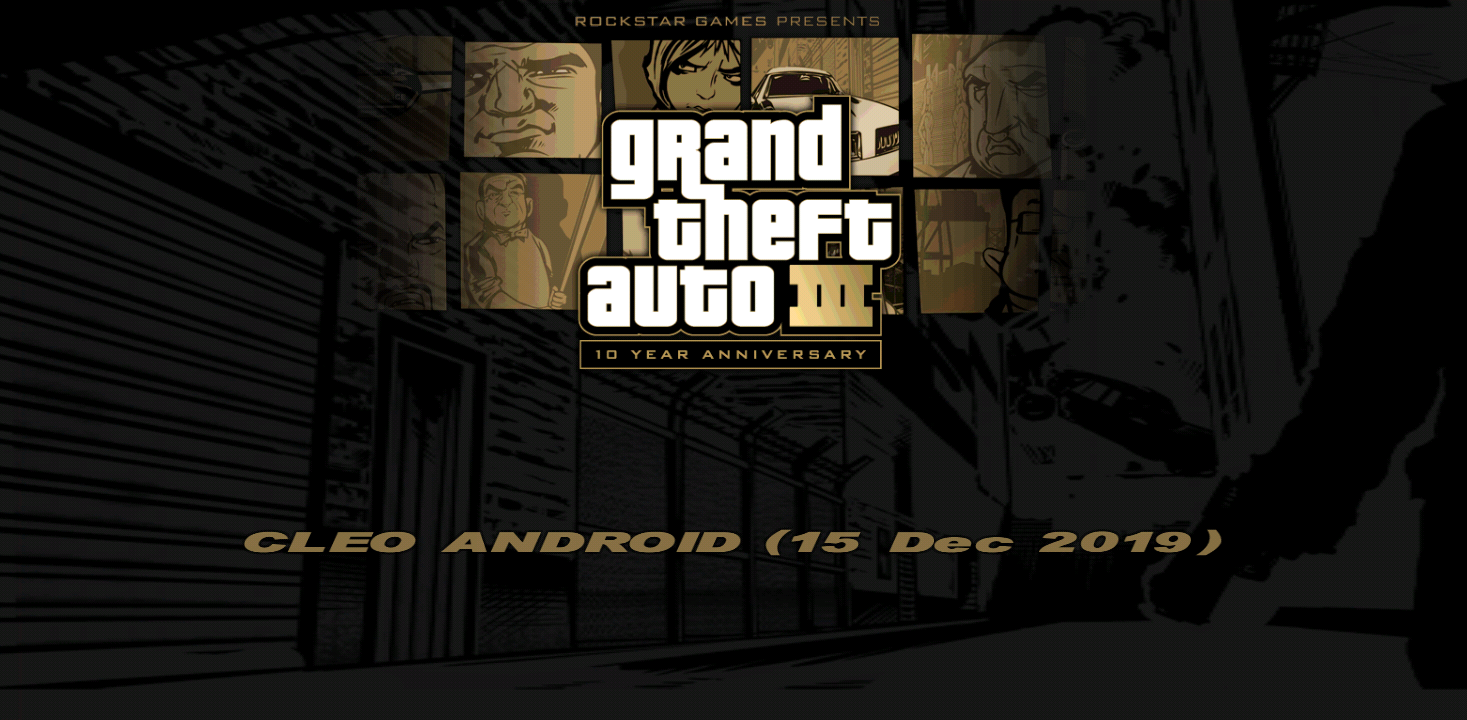 ROCKSTAR GAMES PRESENTS
grand
theft
auto III
10 YEAR ANNIVERSARY
CLEO ANDROID (15 Dec 2019)